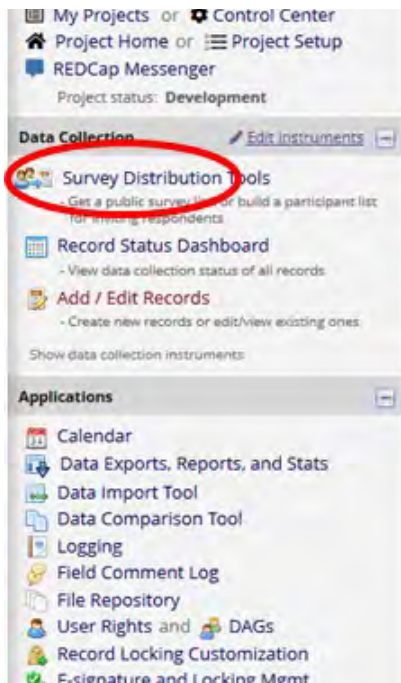 My Projects or Control Center
Project Home or Project Setup
REDCap Messenger
Project status: Development
Data Collection Edit instruments
Survey Distribution Tools
- Get a public survey link or build a participant list
for inviting respondents
Record Status Dashboard
- View data collection status of all records
Add / Edit Records
- Create new records or edit/view existing ones
Show data collection instruments
Applications
Calendar
Data Exports, Reports, and Stats
Data Import Tool
Data Comparison Tool
Logging
Field Comment Log
File Repository
User Rights and DAGs
Record Locking Customization
E-signature and Locking Mgmt